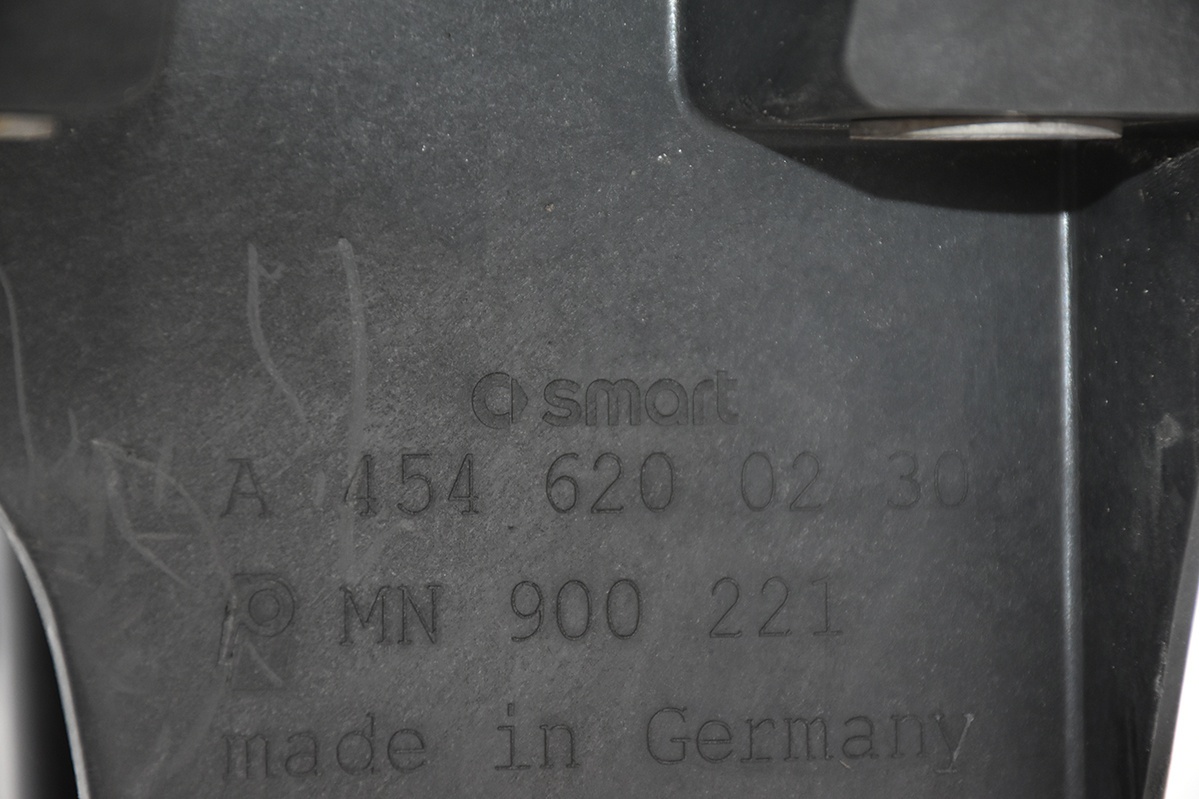 smart
A 454 620 02 30
MN 900 221
made in Germany